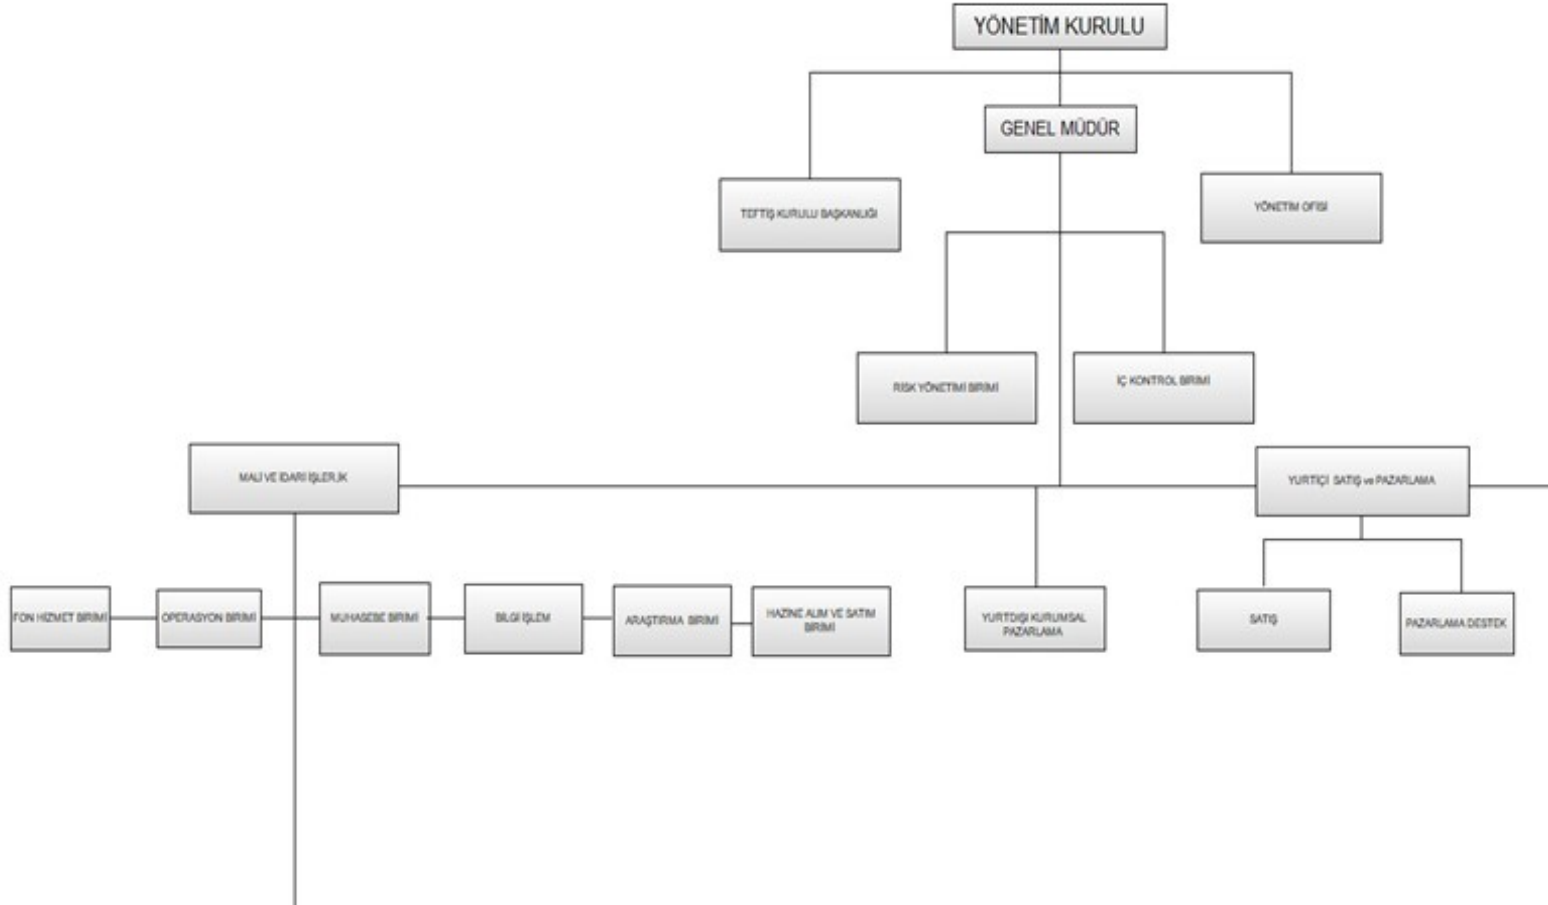 YÖNETİM KURULU
GENEL MÜDÜR
TEFTİŞ KURULU BAŞKANLIĞI
YÖNETİM OFİSİ
RİSK YÖNETİMİ BİRİMİ
İÇ KONTROL BİRİMİ
MALİ VE İDARİ İŞLER,İK
YURTİÇİ SATIŞ ve PAZARLAMA
FON HİZMET BİRİMİ
OPERASYON BİRİMİ
MUHASEBE BİRİMİ
BİLGİ İŞLEM
ARAŞTIRMA BİRİMİ
HAZİNE ALIM VE SATIM
BİRİMİ
YURTDIŞI KURUMSAL
PAZARLAMA
SATIŞ
PAZARLAMA DESTEK